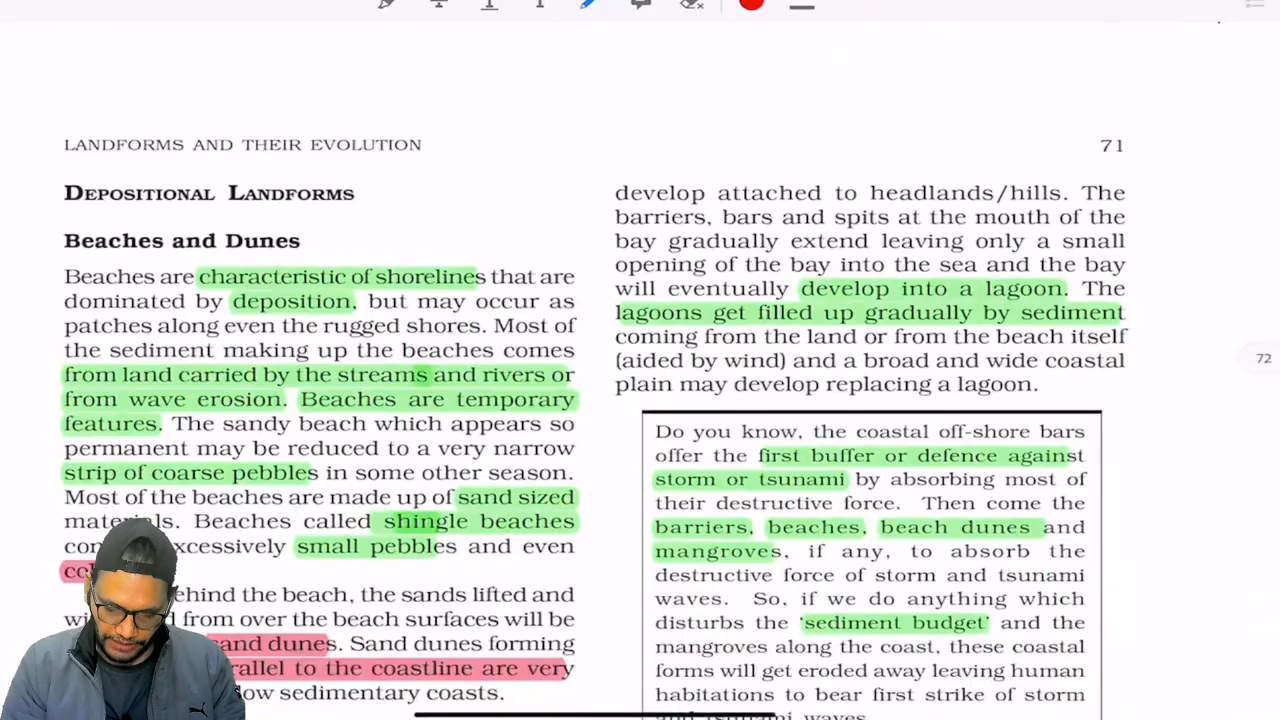 LANDFORMS AND THEIR EVOLUTION
71
DEPOSITIONAL LANDFORMS
Beaches and Dunes
Beaches are characteristic of shorelines that are
dominated by deposition, but may occur as
patches along even the rugged shores. Most of
the sediment making up the beaches comes
from land carried by the streams and rivers or
from wave erosion. Beaches are temporary
features. The sandy beach which appears so
permanent may be reduced to a very narrow
strip of coarse pebbles in some other season.
Most of the beaches are made up of sand sized
materials. Beaches called shingle beaches
excessively small pebbles and even
the beach, the sands lifted and
from over the beach surfaces will be
sand dunes. Sand dunes forming
to the coastline are very
sedimentary coasts.
develop attached to headlands/hills. The
barriers, bars and spits at the mouth of the
bay gradually extend leaving only a small
opening of the bay into the sea and the bay
will eventually develop into a lagoon. The
lagoons get filled up gradually by sediment
coming from the land or from the beach itself
(aided by wind) and a broad and wide coastal
plain may develop replacing a lagoon.
Do you know, the coastal off-shore bars
offer the first buffer or defence against
storm or tsunami by absorbing most of
their destructive force. Then come the
barriers, beaches, beach dunes and
mangroves, if any, to absorb the
destructive force of storm and tsunami
waves. So, if we do anything which
disturbs the 'sediment budget' and the
mangroves along the coast, these coastal
forms will get eroded away leaving human
habitations to bear first strike of storm
and tsunami waves.
72